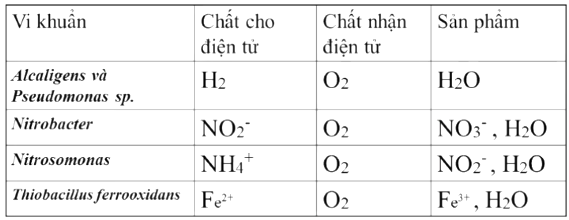 Vi khuẩn Chất cho Chất nhận Sản phẩm
điện tử điện tử
Alcaligens và H2 O2 H2O
Pseudomonas sp.
Nitrobacter NO2- O2 NO3- , H2O
Nitrosomonas NH4+ O2 NO2- , H2O
Thiobacillus ferrooxidans Fe2+ O2 Fe3+ , H2O